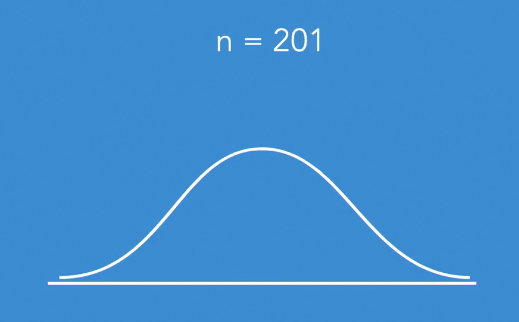 n = 201